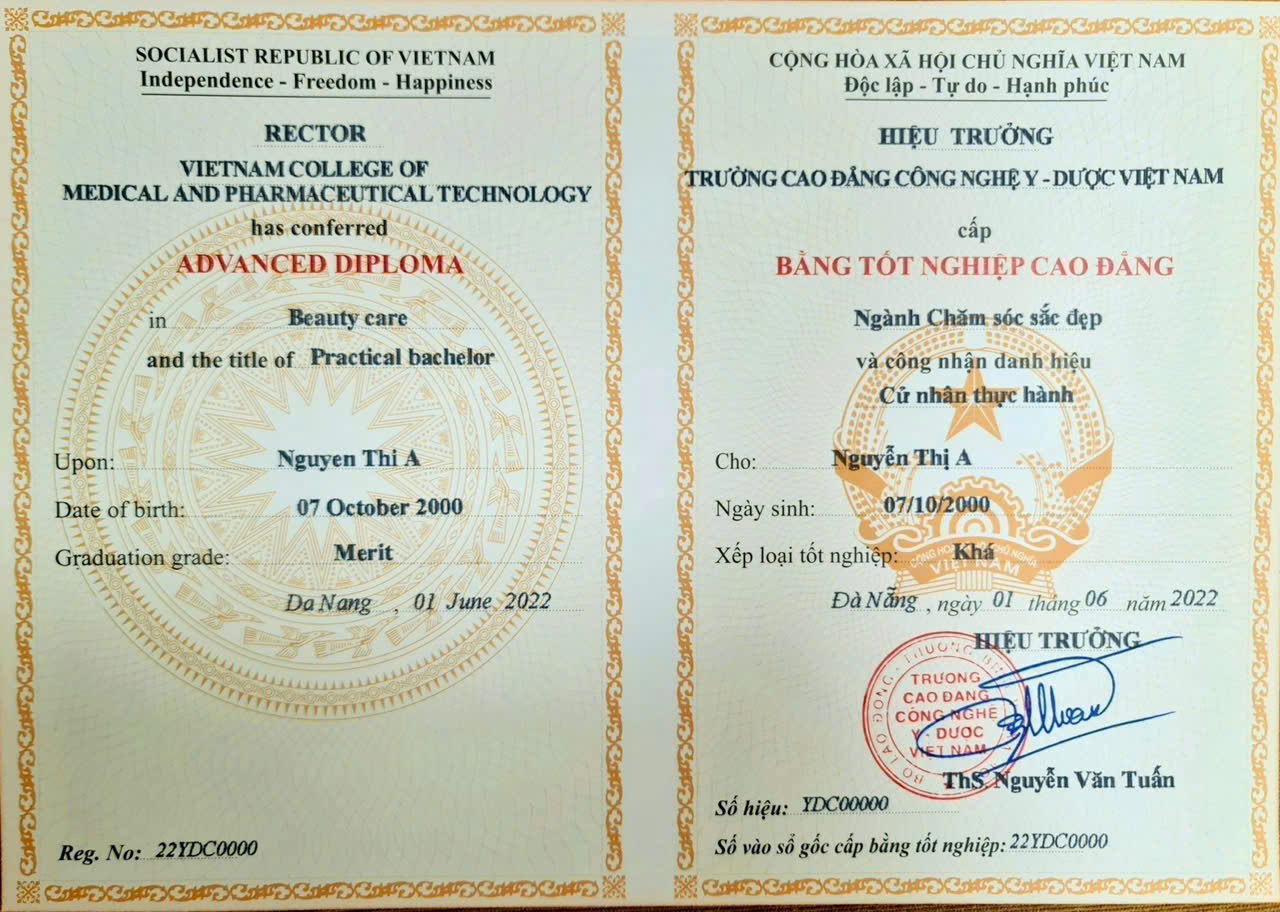 SOCIALIST REPUBLIC OF VIETNAM
Independence - Freedom - Happiness
RECTOR
VIETNAM COLLEGE OF
MEDICAL AND PHARMACEUTICAL TECHNOLOGY
has conferred
ADVANCED DIPLOMA
in Beauty care
and the title of Practical bachelor
Upon: Nguyen Thi A
Date of birth: 07 October 2000
Graduation grade: Merit
Da Nang , 01 June 2022
Reg. No: 22YDC0000
CỘNG HÒA XÃ HỘI CHỦ NGHĨA VIỆT NAM
Độc lập - Tự do - Hạnh phúc
HIỆU TRƯỞNG
TRƯỜNG CAO ĐẲNG CÔNG NGHỆ Y - DƯỢC VIỆT NAM
cấp
BẰNG TỐT NGHIỆP CAO ĐẲNG
Ngành Chăm sóc sắc đẹp
và công nhận danh hiệu
Cử nhân thực hành
Cho: Nguyễn Thị A
Ngày sinh: 07/10/2000
Xếp loại tốt nghiệp: Khá
VIỆT NAM
Đà Nẵng , ngày 01 tháng 06 năm 2022
HIỆU TRƯỞNG
TRƯỜNG
CAO ĐẲNG
CÔNG NGHỆ
Y - DƯỢC
VIỆT NAM
ThS. Nguyễn Văn Tuấn
Số hiệu: YDC00000
Số vào sổ gốc cấp bằng tốt nghiệp: 22YDC0000